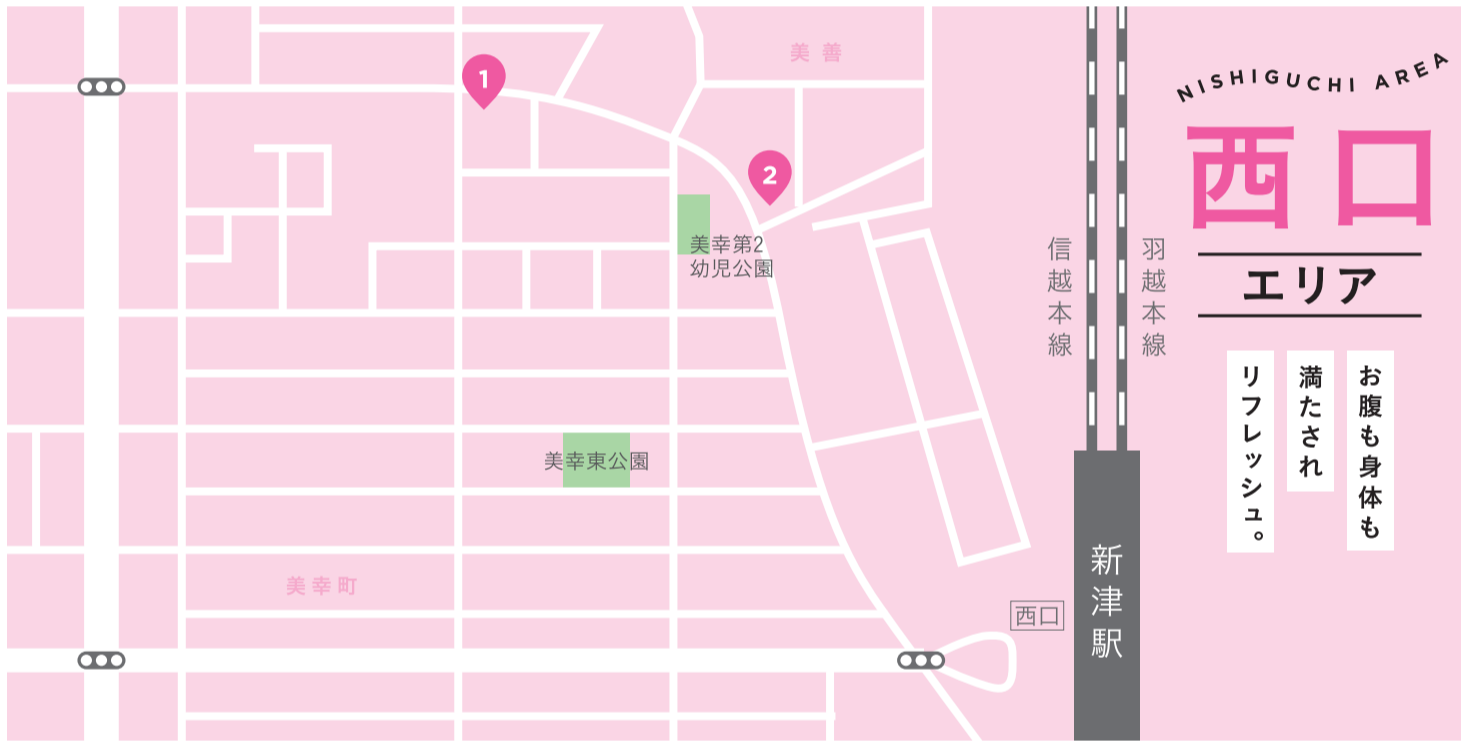 NISHIGUCHI AREA
西口
エリア
お腹も身体も
満たされ
リフレッシュ。
美善
1
2
美幸第2
幼児公園
信越本線
羽越本線
美幸東公園
美幸町
西口
新津駅